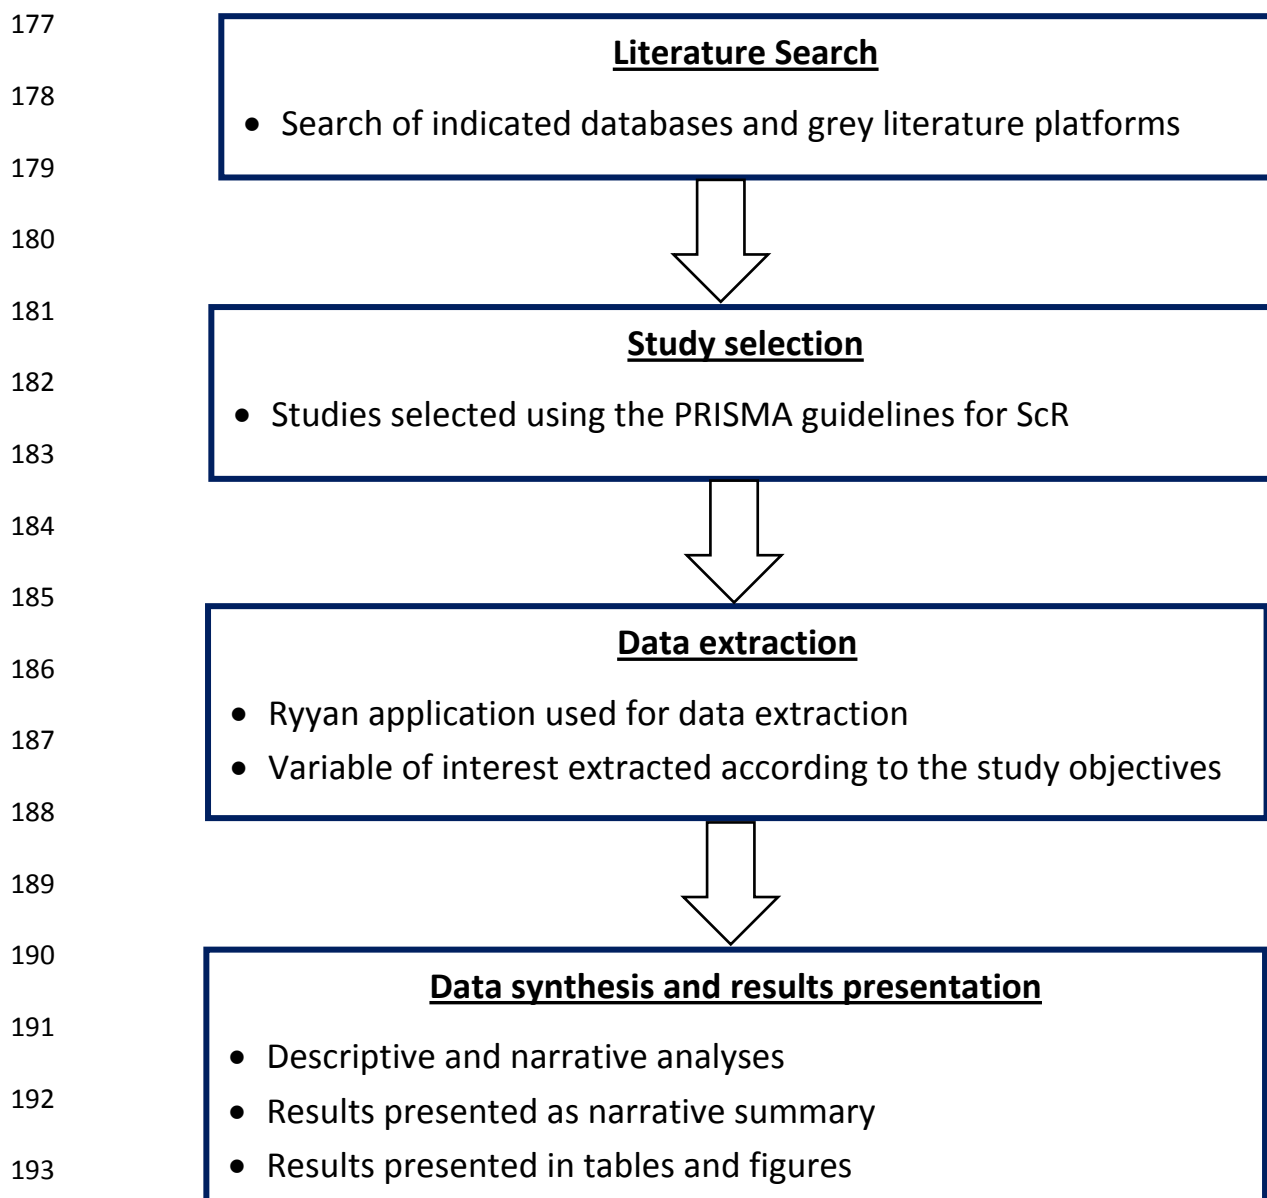 177
Literature Search
178
• Search of indicated databases and grey literature platforms
179
180
181
Study selection
182
• Studies selected using the PRISMA guidelines for ScR
183
184
185
Data extraction
186
• Ryyan application used for data extraction
187
• Variable of interest extracted according to the study objectives
188
189
190
Data synthesis and results presentation
191
• Descriptive and narrative analyses
192
• Results presented as narrative summary
193
• Results presented in tables and figures